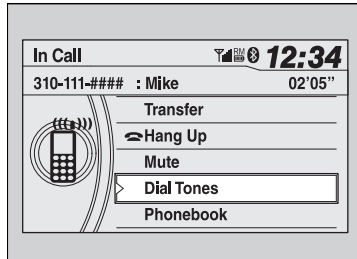 In Call 12:34
310-111-#### : Mike 02'05”
Transfer
Hang Up
Mute
Dial Tones
Phonebook